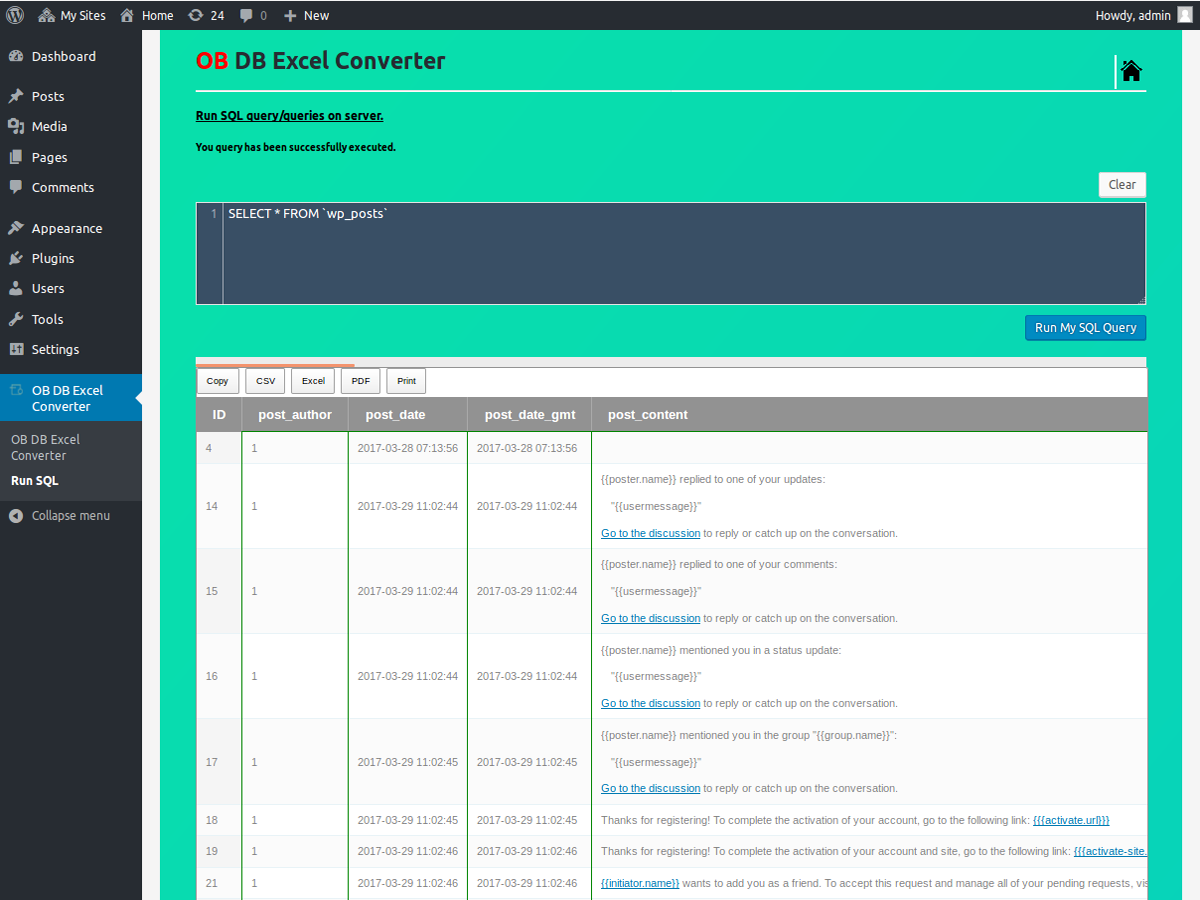 My Sites Home 24 0 New Howdy, admin
Dashboard
Posts
Media
Pages
Comments
Appearance
Plugins
Users
Tools
Settings
OB DB Excel
Converter
OB DB Excel
Converter
Run SQL
Collapse menu
OB DB Excel Converter
Run SQL query/queries on server.
You query has been successfully executed.
Clear
1 SELECT * FROM `wp_posts`
Run My SQL Query
Copy CSV Excel PDF Print
ID post_author post_date post_date_gmt post_content
4 1 2017-03-28 07:13:56 2017-03-28 07:13:56
{{poster.name}} replied to one of your updates:
14 1 2017-03-29 11:02:44 2017-03-29 11:02:44 "{{usermessage}}"
Go to the discussion to reply or catch up on the conversation.
{{poster.name}} replied to one of your comments:
15 1 2017-03-29 11:02:44 2017-03-29 11:02:44 "{{usermessage}}"
Go to the discussion to reply or catch up on the conversation.
{{poster.name}} mentioned you in a status update:
16 1 2017-03-29 11:02:44 2017-03-29 11:02:44 "{{usermessage}}"
Go to the discussion to reply or catch up on the conversation.
{{poster.name}} mentioned you in the group "{{group.name}}":
17 1 2017-03-29 11:02:45 2017-03-29 11:02:45 "{{usermessage}}"
Go to the discussion to reply or catch up on the conversation.
18 1 2017-03-29 11:02:45 2017-03-29 11:02:45 Thanks for registering! To complete the activation of your account, go to the following link: {{{activate.url}}}
19 1 2017-03-29 11:02:46 2017-03-29 11:02:46 Thanks for registering! To complete the activation of your account and site, go to the following link: {{{activate-site.
21 1 2017-03-29 11:02:46 2017-03-29 11:02:46 {{initiator.name}} wants to add you as a friend. To accept this request and manage all of your pending requests, vis